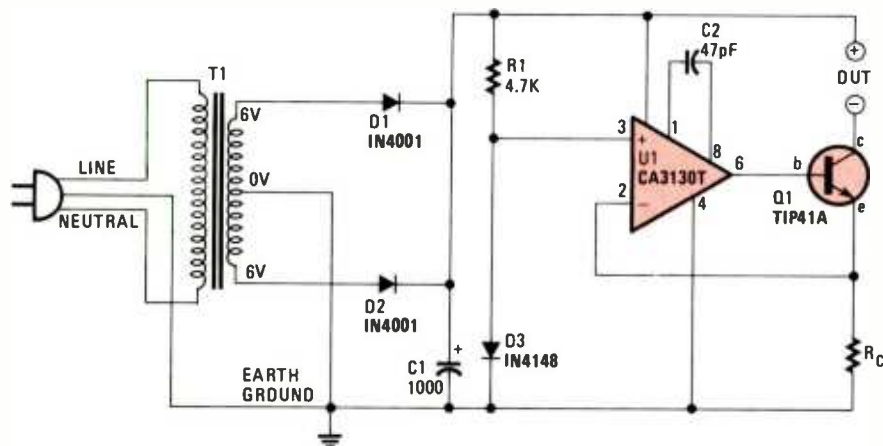 T1
LINE
NEUTRAL
6V
0V
6V
D1
IN4001
D2
IN4001
EARTH
GROUND
C1
1000
+
R1
4.7K
D3
IN4148
C2
47pF
3
+
1
U1
CA3130T
8
6
2
−
4
b
c
e
Q1
TIP41A
+
DUT
−
RC